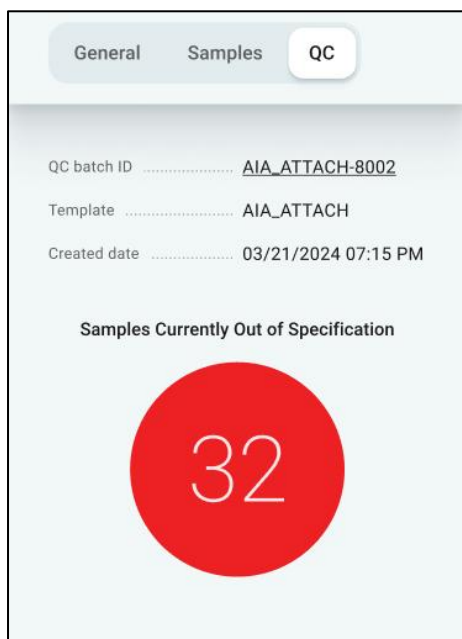 General Samples QC
QC batch ID ........................ AIA_ATTACH-8002
Template ............................ AIA_ATTACH
Created date ..................... 03/21/2024 07:15 PM
Samples Currently Out of Specification
32